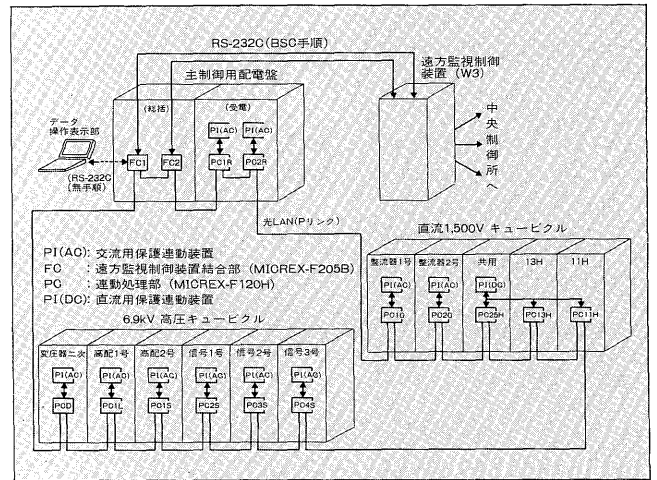 RS-232C(BSC手順)
遠方監視制御
装置(W3)
主制御用配電盤
(総括)
(受電)
PI(AC) PI(AC)
FC1 FC2 PC1R PC2R
データ
操作表示部
(RS-232C
(無手順)
中央制御所へ
光LAN(Pリンク)
PI(AC): 交流用保護連動装置
FC : 遠方監視制御装置結合部 (MICREX-F205B)
PC : 連動処理部 (MICREX-F120H)
PI(DC): 直流用保護連動装置
直流1,500V キュービクル
整流器1号 整流器2号 共用 13H 11H
PI(AC) PI(AC) PI(DC)
PC1G PC2G PC25H PC13H PC11H
6.9kV 高圧キュービクル
変圧器二次 高配1号 高配2号 信号1号 信号2号 信号3号
PI(AC) PI(AC) PI(AC) PI(AC) PI(AC) PI(AC)
PC1L PC1S PC2S PC3S PC4S